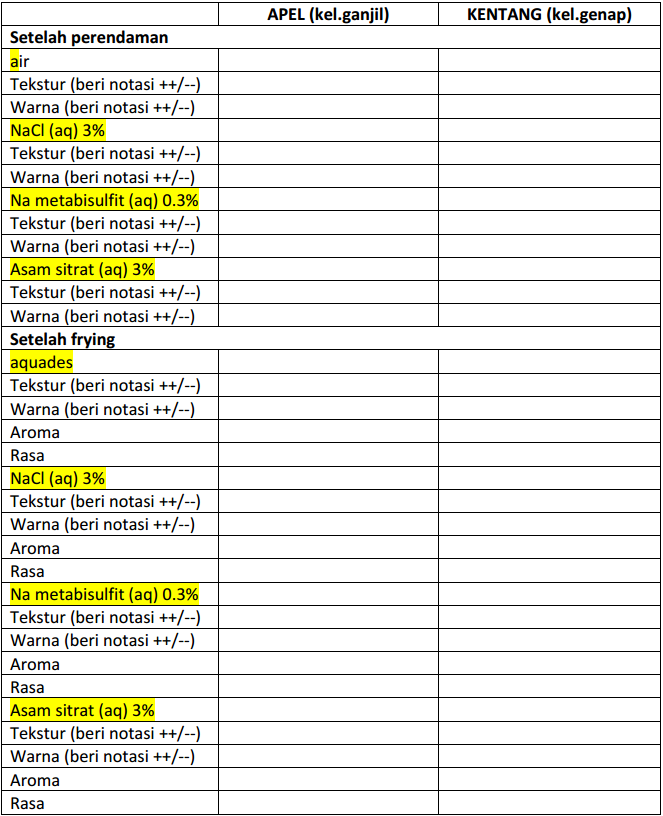 APEL (kel.ganjil) KENTANG (kel.genap)
Setelah perendaman
air
Tekstur (beri notasi ++/--)
Warna (beri notasi ++/--)
NaCl (aq) 3%
Tekstur (beri notasi ++/--)
Warna (beri notasi ++/--)
Na metabisulfit (aq) 0.3%
Tekstur (beri notasi ++/--)
Warna (beri notasi ++/--)
Asam sitrat (aq) 3%
Tekstur (beri notasi ++/--)
Warna (beri notasi ++/--)
Setelah frying
aquades
Tekstur (beri notasi ++/--)
Warna (beri notasi ++/--)
Aroma
Rasa
NaCl (aq) 3%
Tekstur (beri notasi ++/--)
Warna (beri notasi ++/--)
Aroma
Rasa
Na metabisulfit (aq) 0.3%
Tekstur (beri notasi ++/--)
Warna (beri notasi ++/--)
Aroma
Rasa
Asam sitrat (aq) 3%
Tekstur (beri notasi ++/--)
Warna (beri notasi ++/--)
Aroma
Rasa